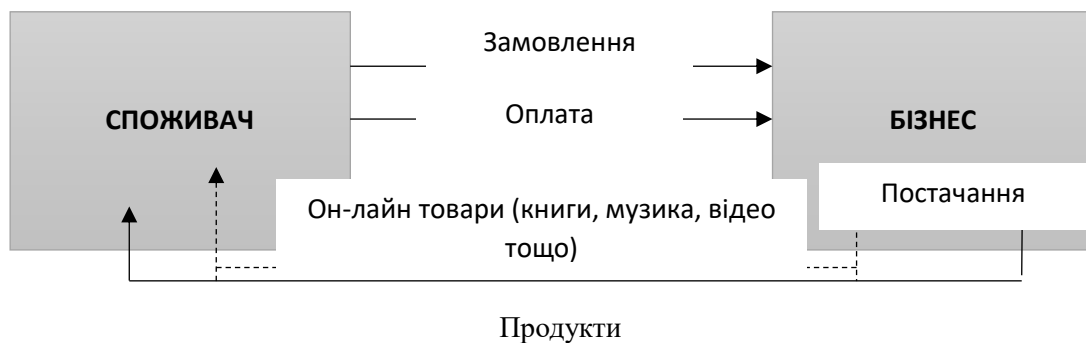 Замовлення
СПОЖИВАЧ
Оплата
БІЗНЕС
Постачання
Он-лайн товари (книги, музика, відео
тощо)
Продукти